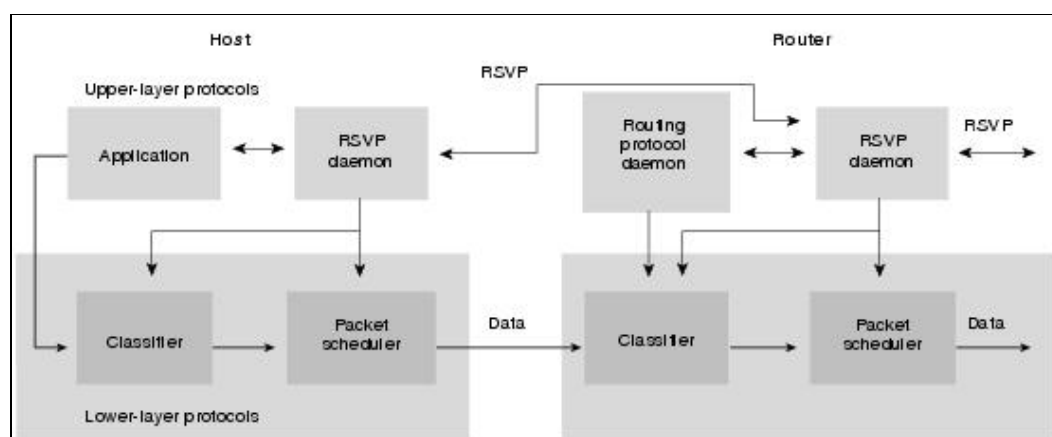 Host
Router
RSVP
Upper-layer protocols
Application
RSVP
daemon
Routing
protocol
daemon
RSVP
daemon
RSVP
Classifier
Packet
scheduler
Data
Classifier
Packet
scheduler
Data
Lower-layer protocols